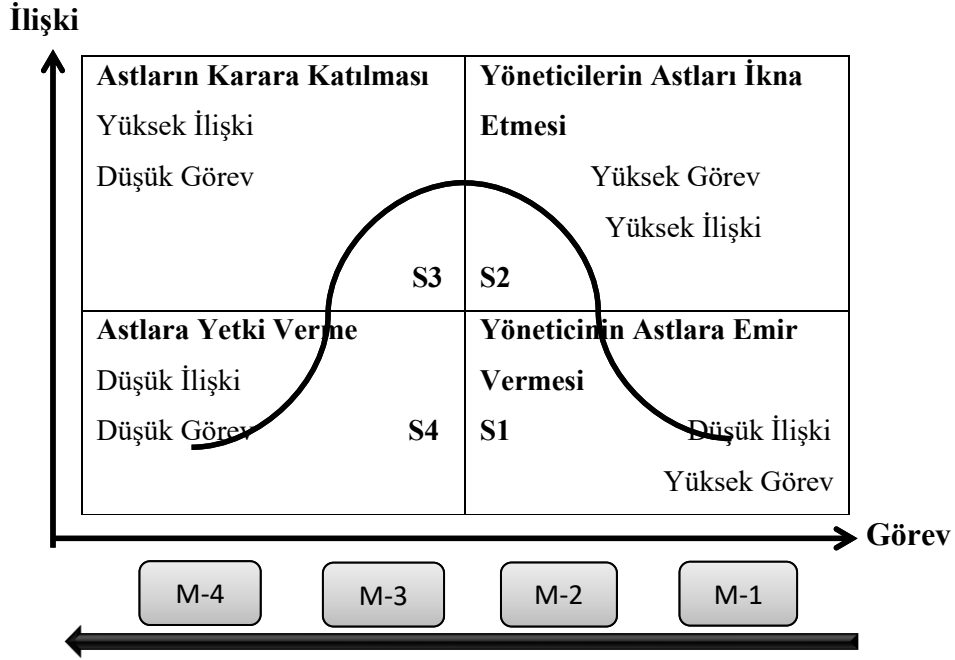 İlişki
Astların Karara Katılması
Yüksek İlişki
Düşük Görev
S3
Yöneticilerin Astları İkna
Etmesi
Yüksek Görev
Yüksek İlişki
S2
Astlara Yetki Verme
Düşük İlişki
Düşük Görev S4
Yöneticinin Astlara Emir
Vermesi
S1 Düşük İlişki
Yüksek Görev
Görev
M-4 M-3 M-2 M-1